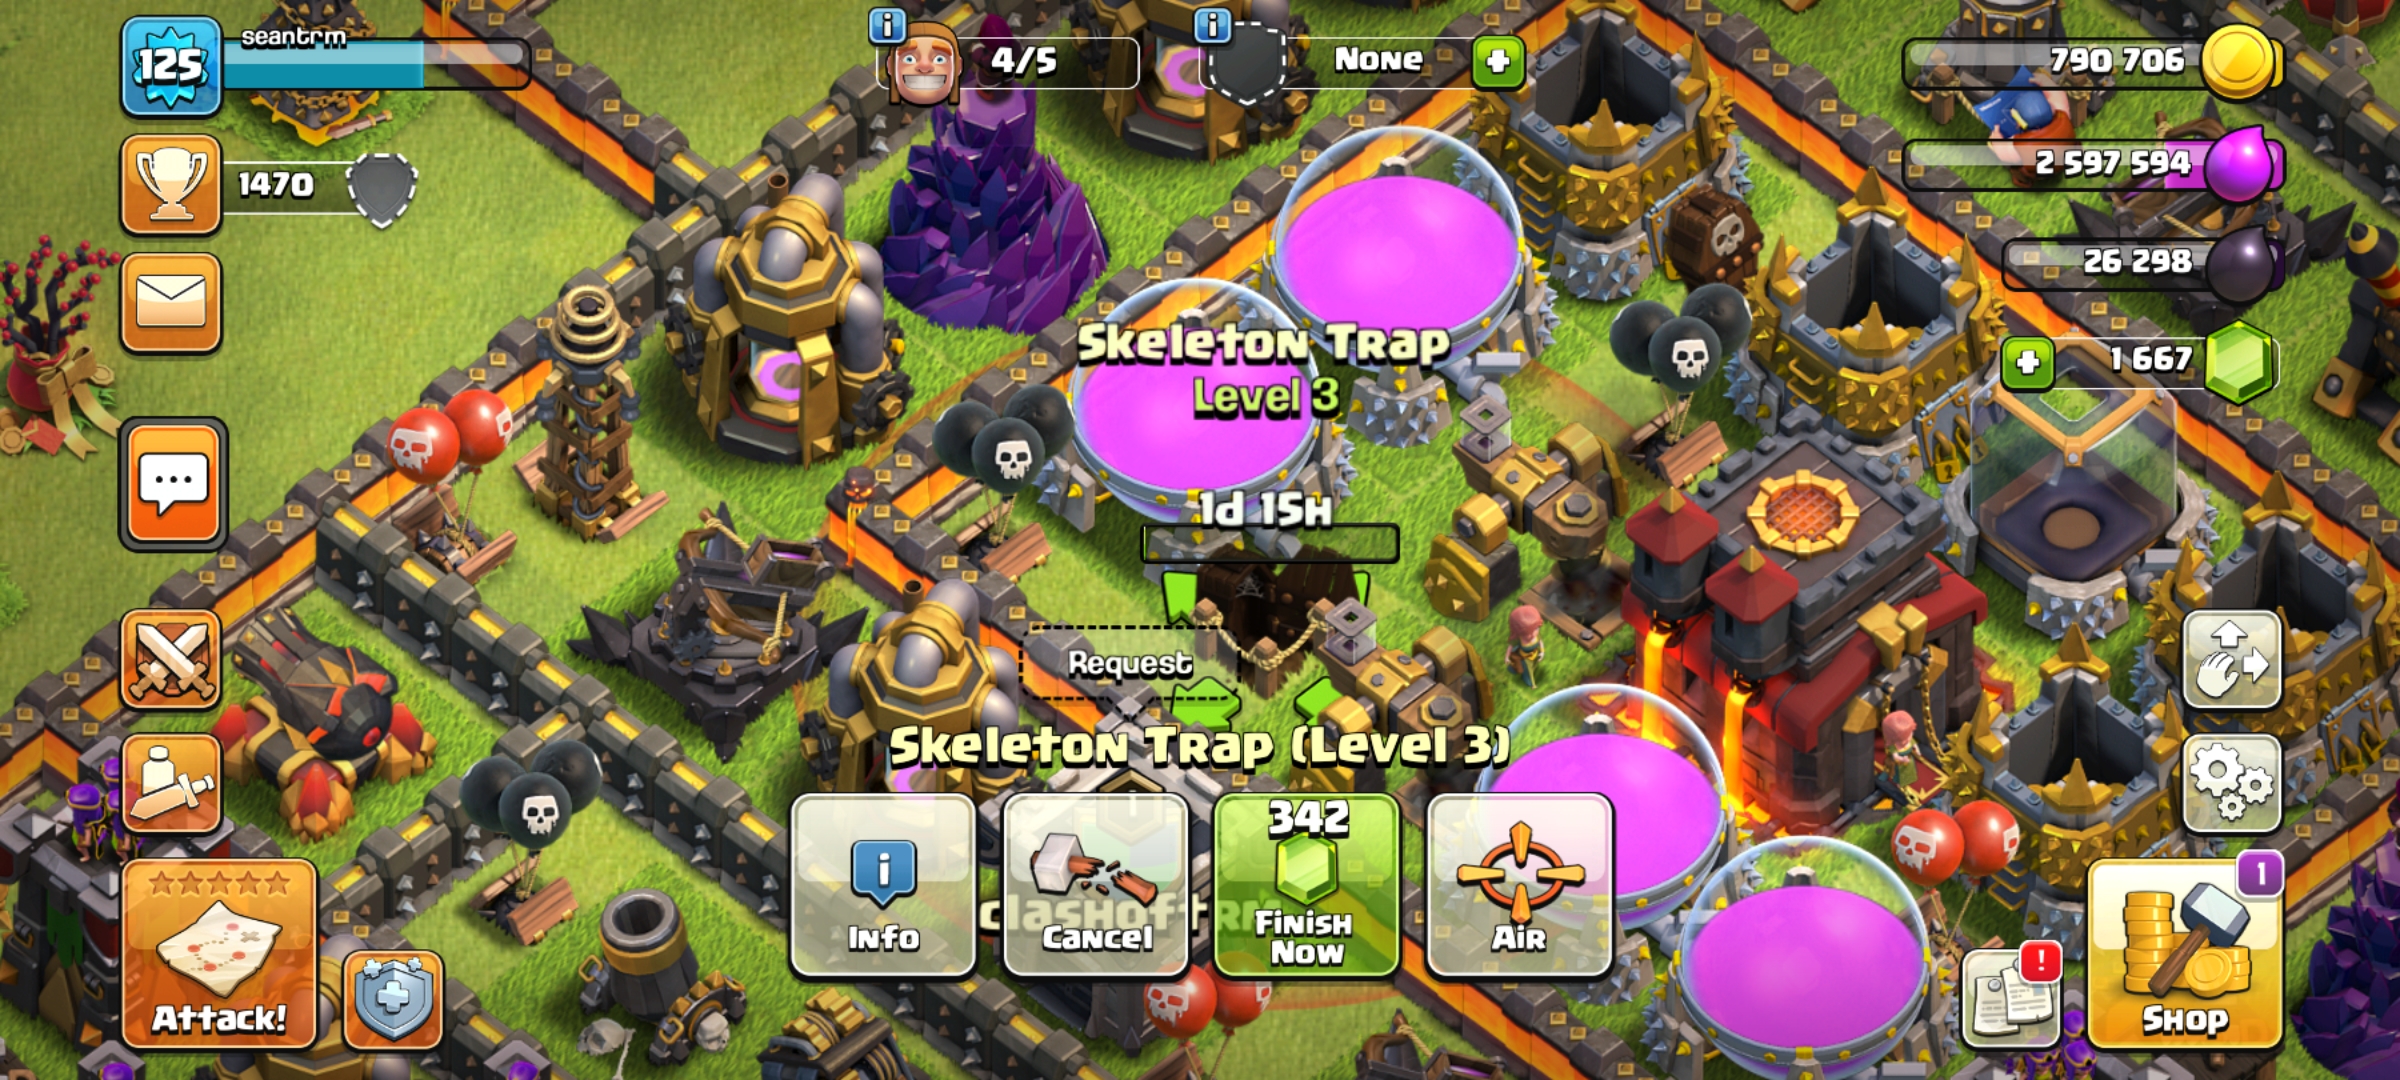 125
seantrm
4/5
None
790 706
1470
2 597 594
26 298
1 667
Skeleton Trap
Level 3
1d 15H
Request
Skeleton Trap (Level 3)
Info
Cancel
342
Finish
Now
Air
clashoftrm
Attack!
1
!
Shop